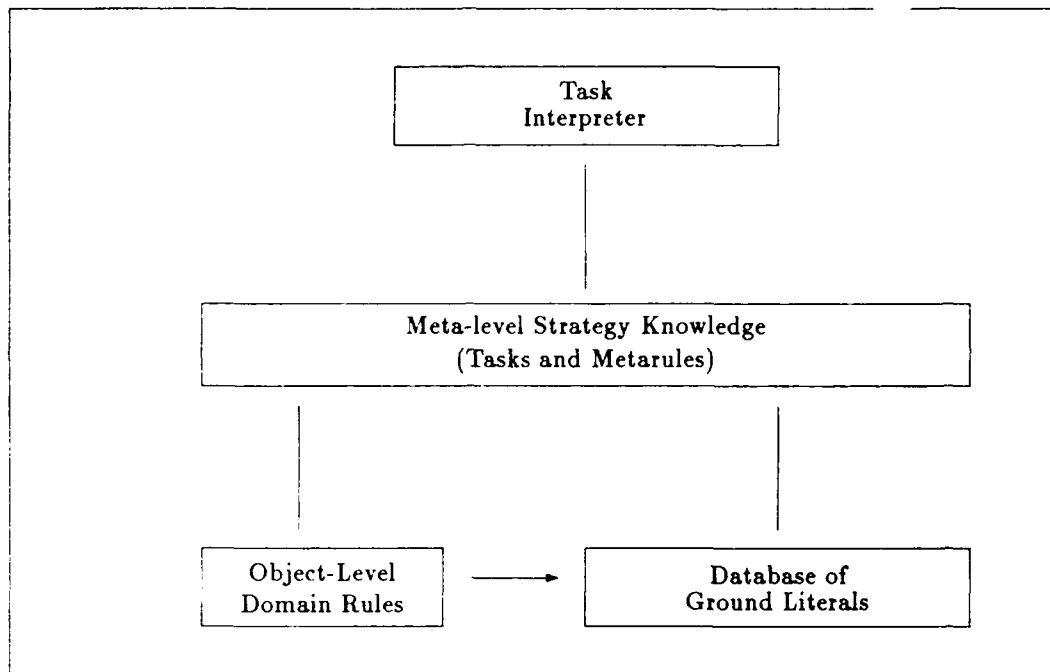 Task
Interpreter
Meta-level Strategy Knowledge
(Tasks and Metarules)
Object-Level
Domain Rules
Database of
Ground Literals